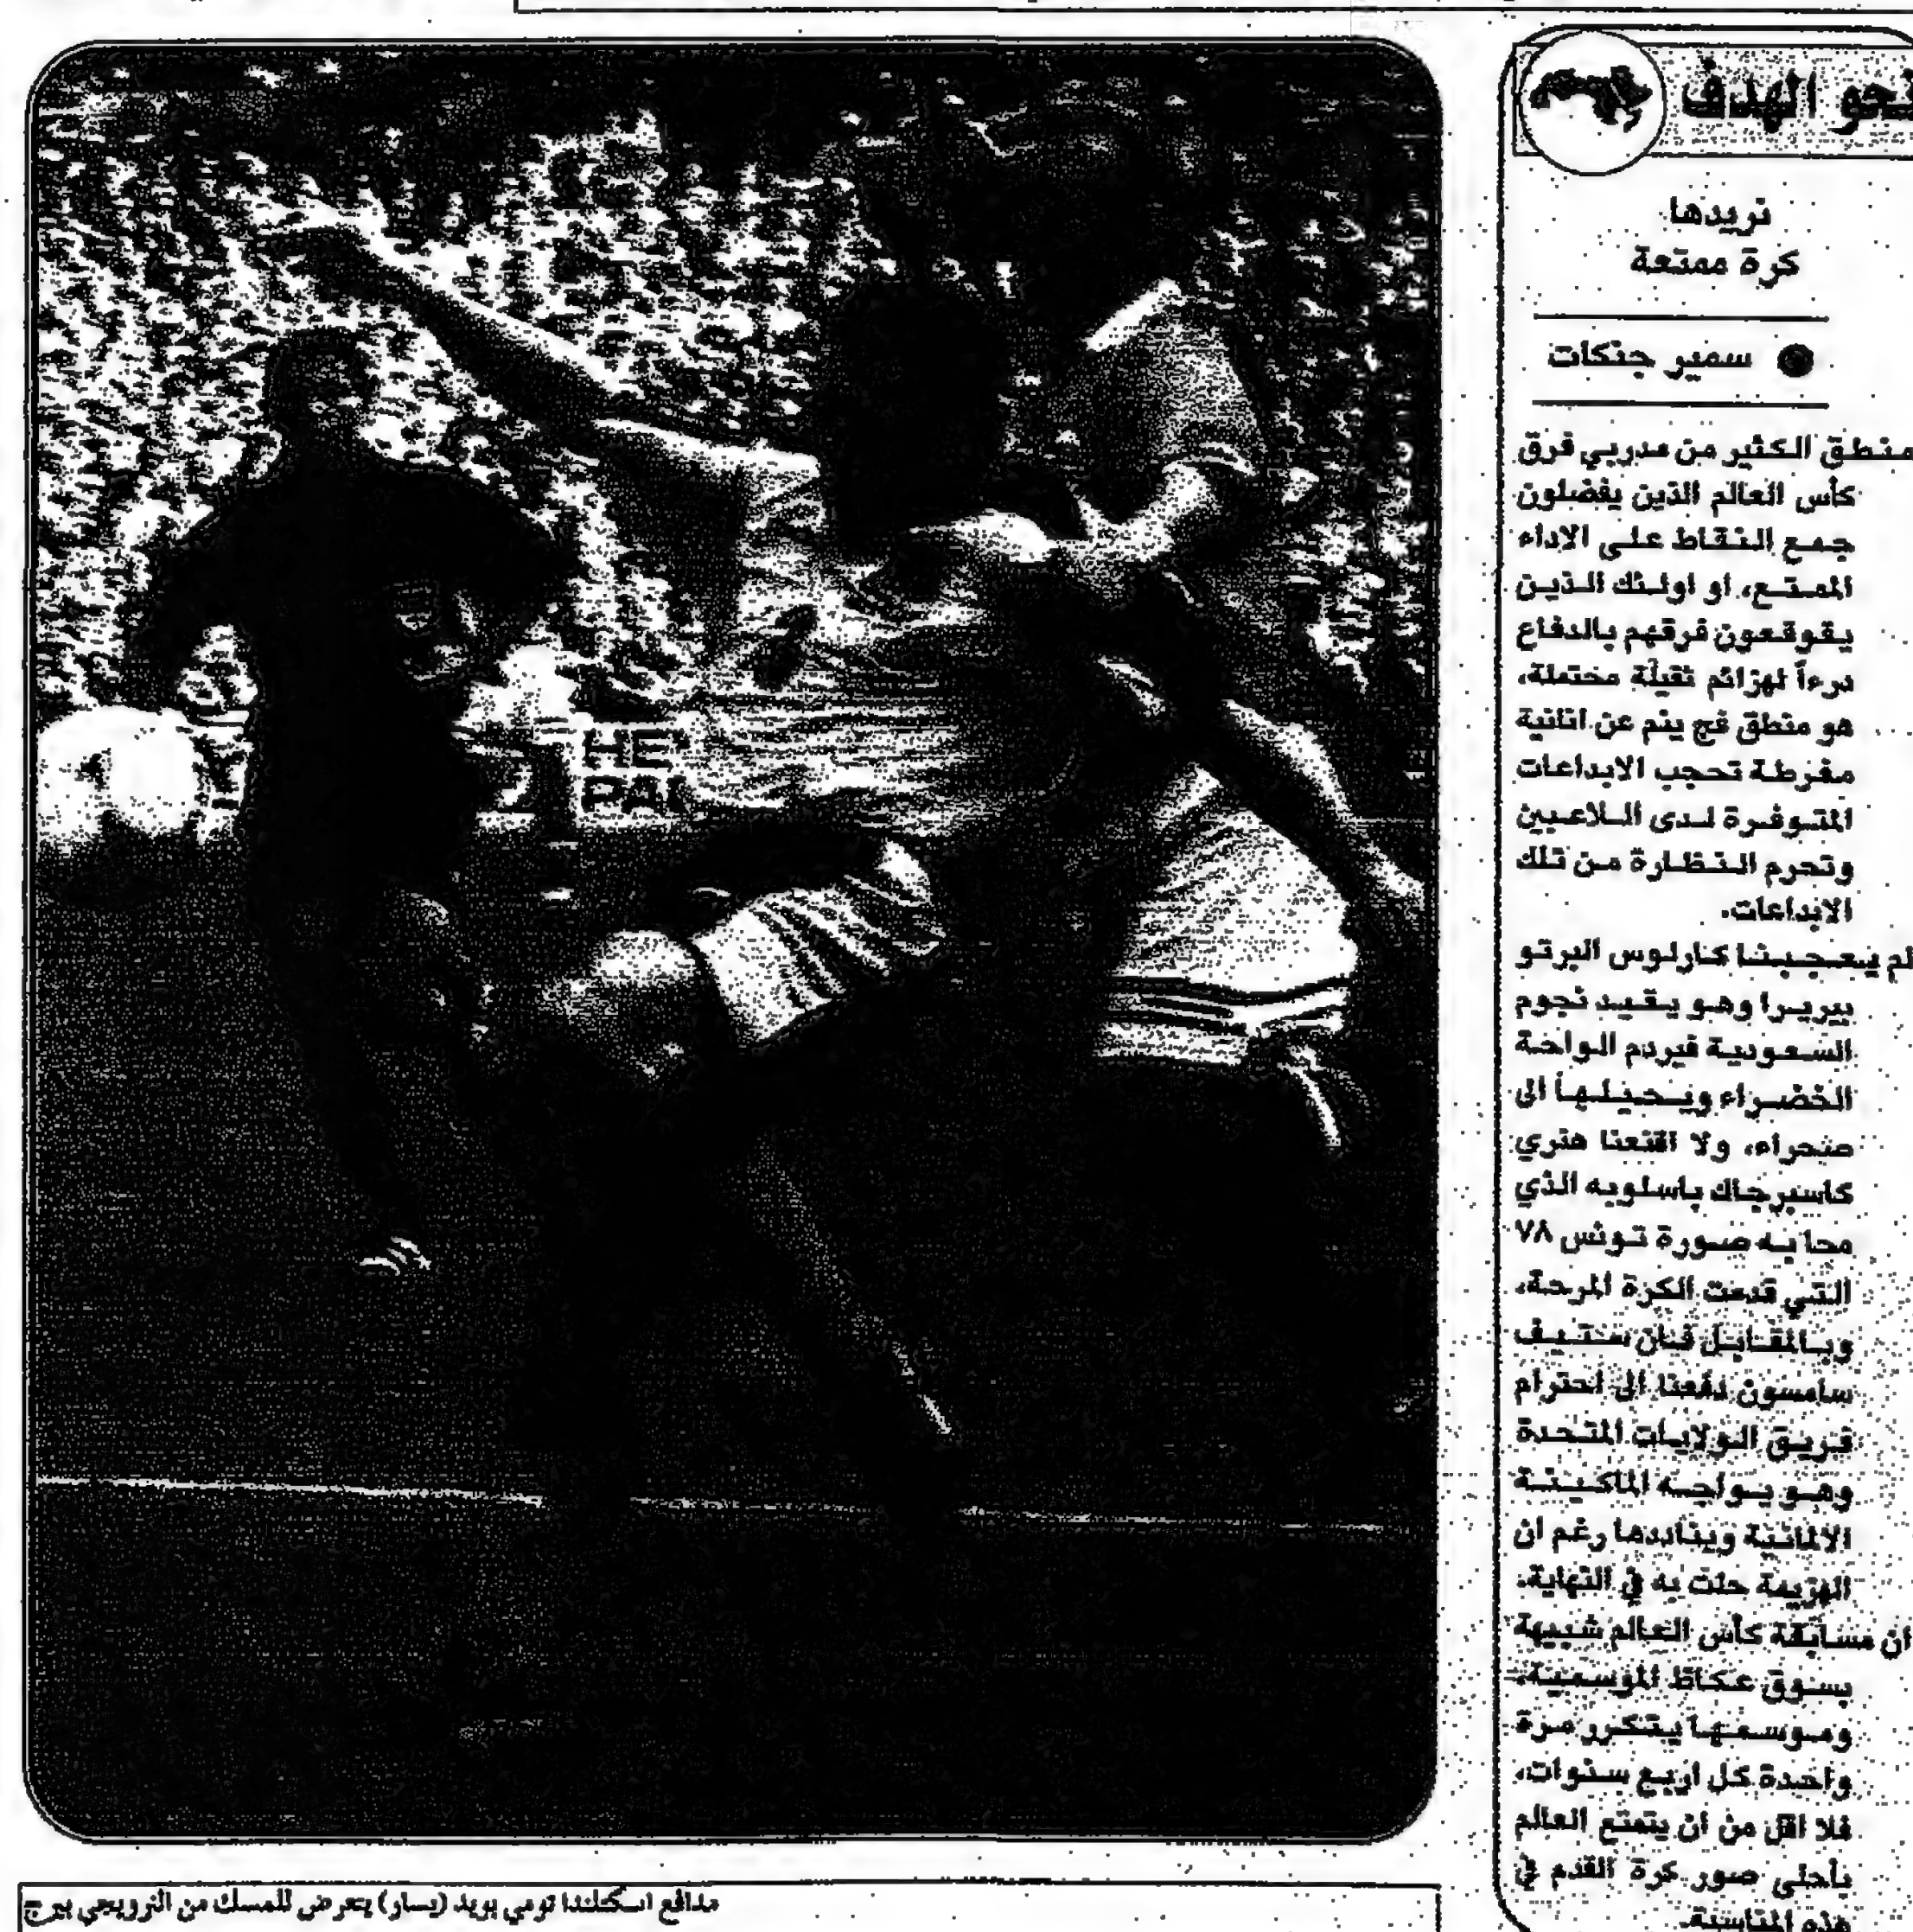 نحو الهدف
نريدها
كرة ممتعة
● سمير جنكات
منطق الكثير من مدربي فرق
كأس العالم الذين يفضلون
جمع النقاط على الاداء
الممتع، او اولئك الذين
يقوقعون فرقهم بالدفاع
درءاً لهزائم ثقيلة محتملة،
هو منطق فج ينم عن انانية
مفرطة تحجب الابداعات
المتوفرة لدى اللاعبين
وتحرم النظارة من تلك
الابداعات.
لم يعجبنا كارلوس البرتو
بيريرا وهو يقيد نجوم
السعودية فيردم الواحة
الخضراء ويحيلها الى
صحراء، ولا اقنعنا هنري
كاسبرجاك باسلوبه الذي
محا به صورة تونس ٧٨
التي قدمت الكرة المرحة،
وبالمقابل فان ستيف
سامسون دفعنا الى احترام
فريق الولايات المتحدة
وهو يواجه الماكينة
الالمانية ويناددها رغم ان
الهزيمة حلت به في النهاية.
ان مسابقة كأس العالم شبيهة
بسوق عكاظ الموسمية،
وموسمها يتكرر مرة
واحدة كل اربع سنوات،
فلا اقل من ان يتمتع العالم
بأحلى صور كرة القدم في
هذه المناسبة.
HE
PA
مدافع اسكتلندا تومي بويد (يسار) يتعرض للمسك من النرويجي بيرج